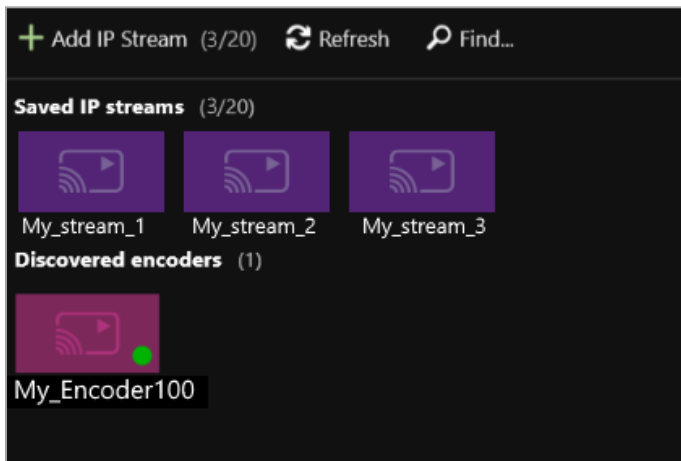 Add IP Stream (3/20) Refresh Find...
Saved IP streams (3/20)
My_stream_1 My_stream_2 My_stream_3
Discovered encoders (1)
My_Encoder100